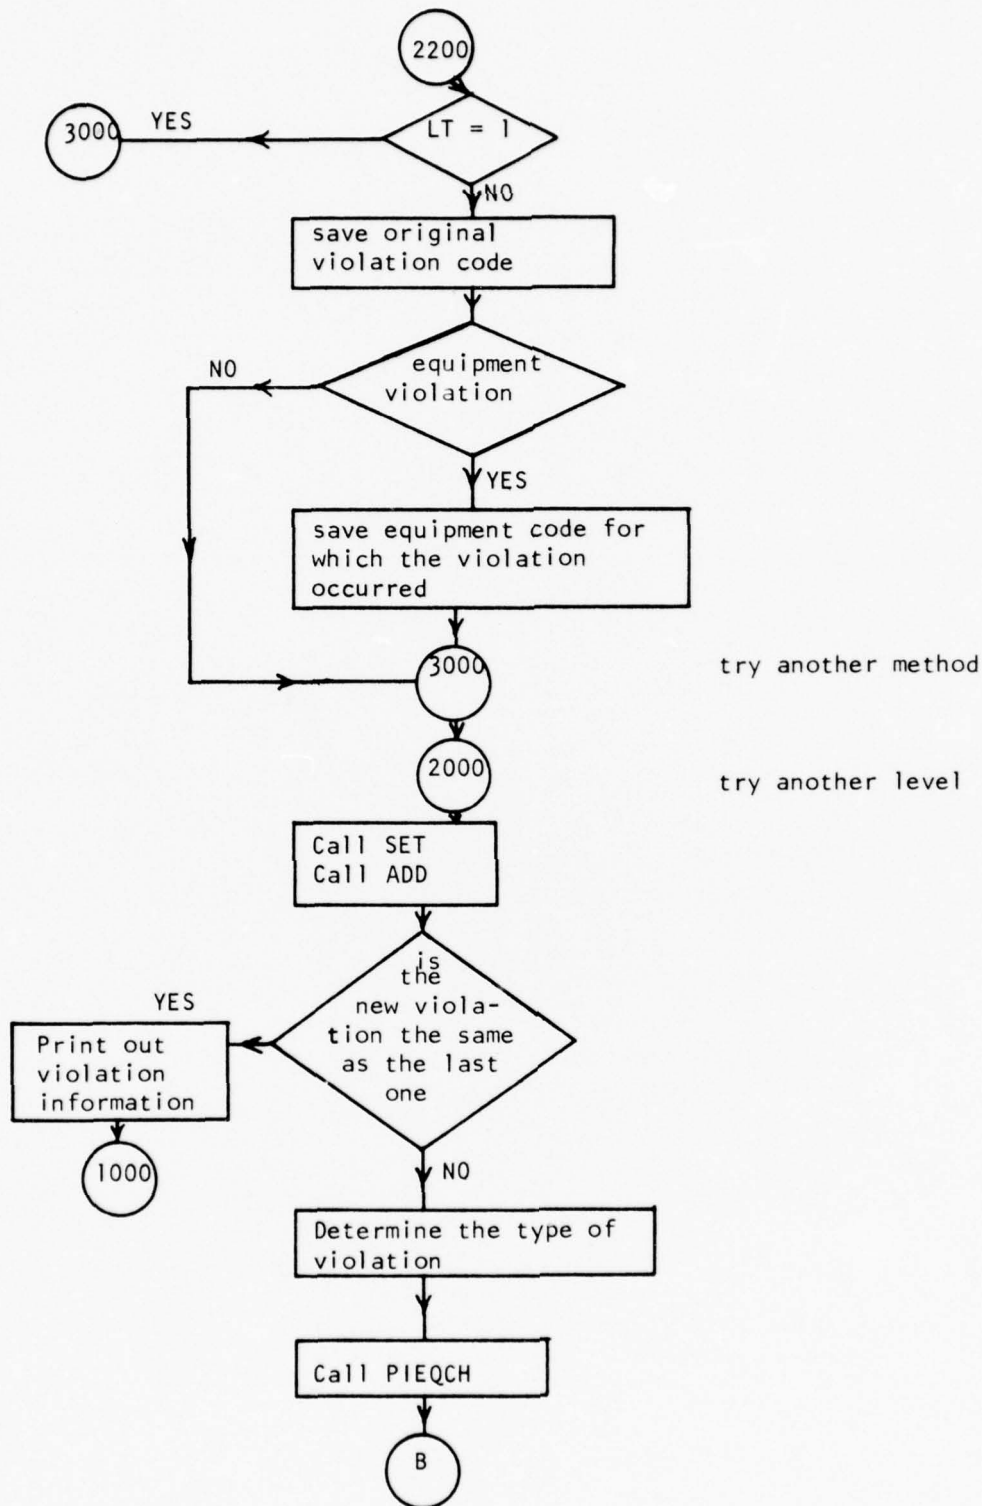 2200
LT = 1
YES
3000
NO
save original
violation code
equipment
violation
NO
YES
save equipment code for
which the violation
occurred
3000
try another method
2000
try another level
Call SET
Call ADD
is
the
new viola-
tion the same
as the last
one
YES
Print out
violation
information
1000
NO
Determine the type of
violation
Call PIEQCH
B